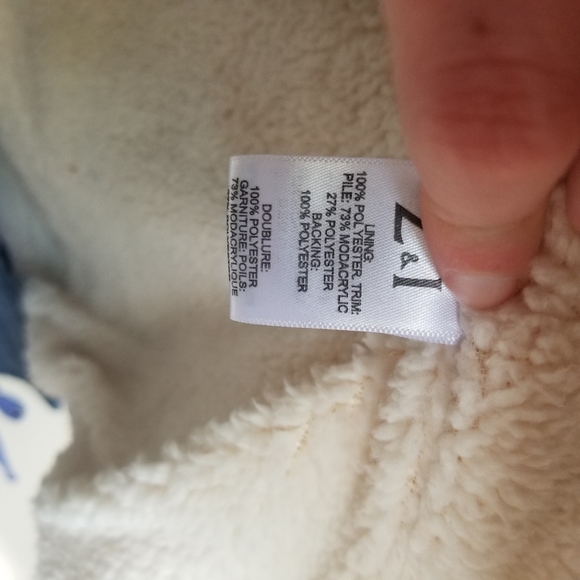 Z&I
LINING:
100% POLYESTER, TRIM:
PILE: 73% MODACRYLIC
27% POLYESTER
BACKING:
100% POLYESTER
DOUBLURE:
100% POLYESTER
GARNITURE: POILS:
73% MODACRYLIQUE